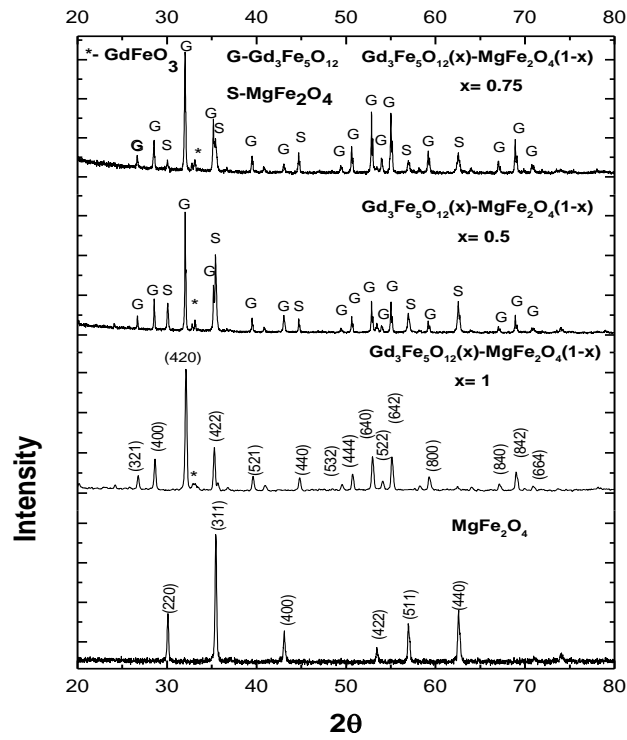 20 30 40 50 60 70 80
*- GdFeO3 G-Gd3Fe5O12 Gd3Fe5O12(x)-MgFe2O4(1-x)
S-MgFe2O4 x= 0.75
G G S G G S * G G S G G G G G S G S G G G
Gd3Fe5O12(x)-MgFe2O4(1-x)
x= 0.5
G G S G G S * G G S G G G G G S G S G G G
Gd3Fe5O12(x)-MgFe2O4(1-x)
x= 1
(321) (400) (420) * (422) (521) (440) (532) (444) (640) (522) (642) (800) (840) (842) (664)
MgFe2O4
(220) (311) (400) (422) (511) (440)
20 30 40 50 60 70 80
2θ
Intensity